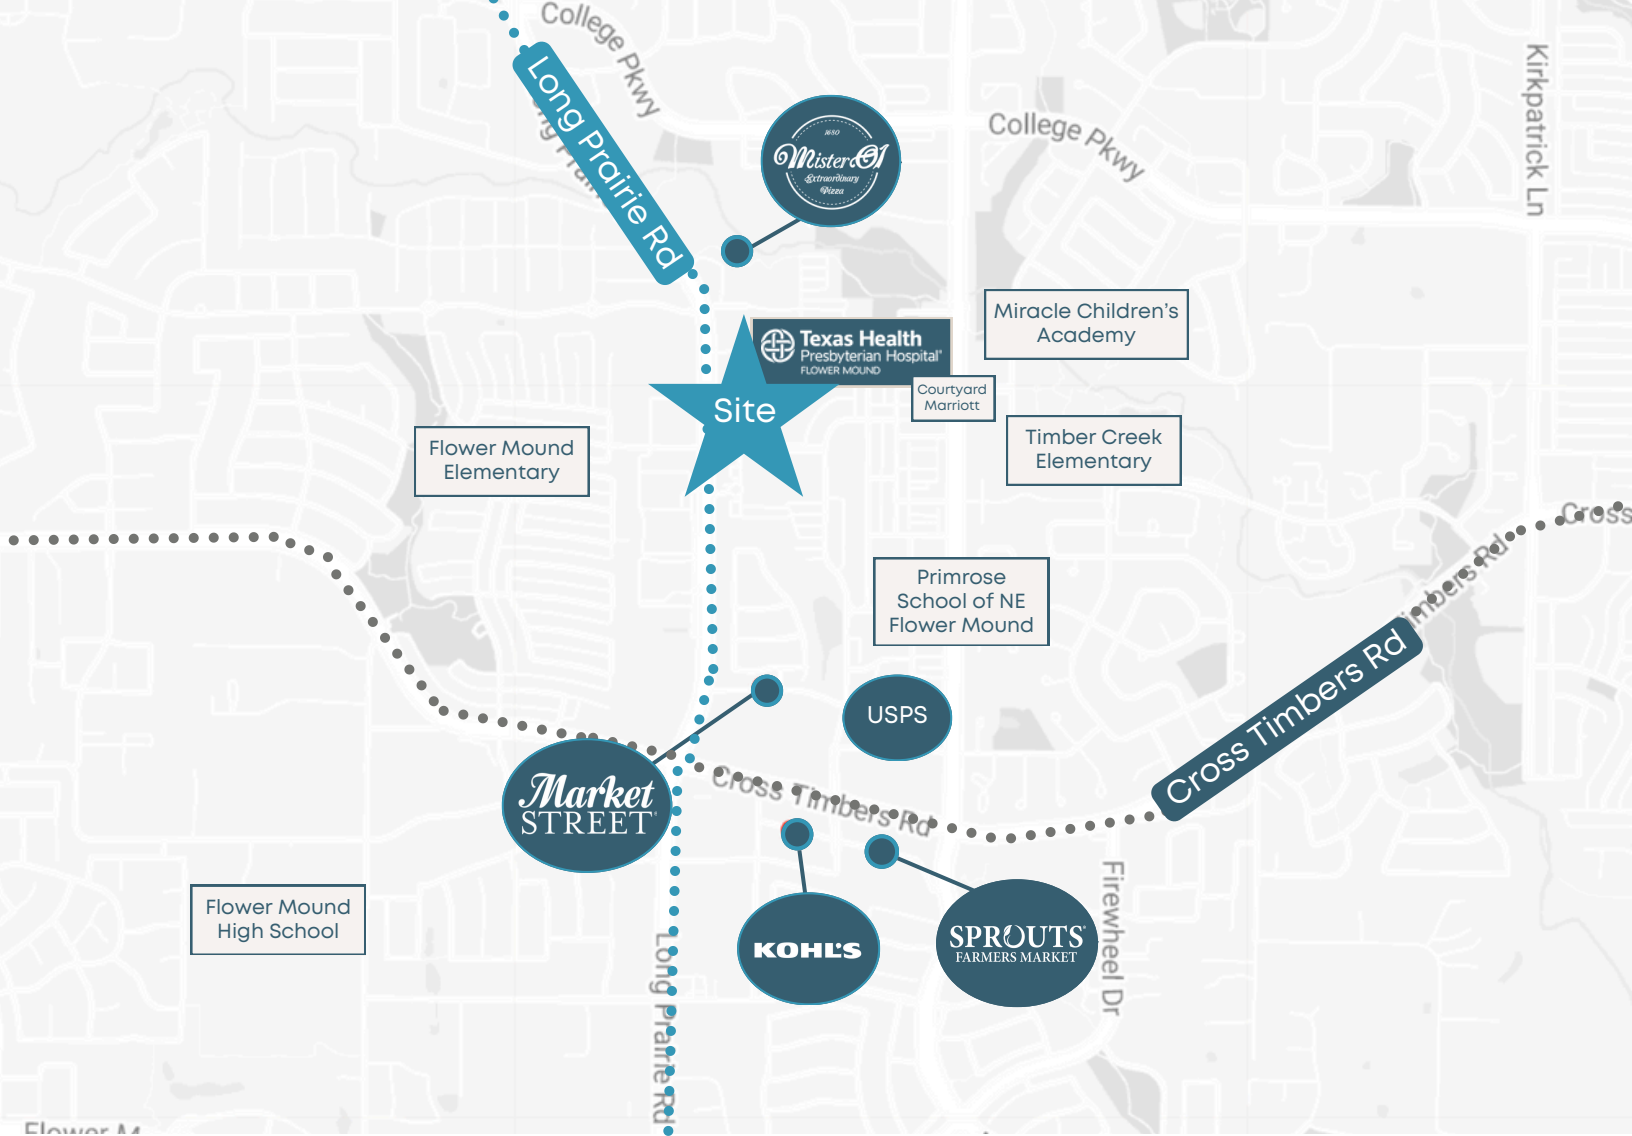 College Pkwy
Long Prairie Rd
Kirkpatrick Ln
College Pkwy
1630
Mister O1
Extraordinary
Pizza
Miracle Children's
Academy
Texas Health
Presbyterian Hospital®
FLOWER MOUND
Courtyard
Marriott
Site
Timber Creek
Elementary
Flower Mound
Elementary
Cross
Timbers Rd
Primrose
School of NE
Flower Mound
Cross Timbers Rd
USPS
Market
STREET®
Cross Timbers Rd
Firewheel Dr
Flower Mound
High School
KOHL'S
SPROUTS®
FARMERS MARKET
Long Prairie Rd
Flower M